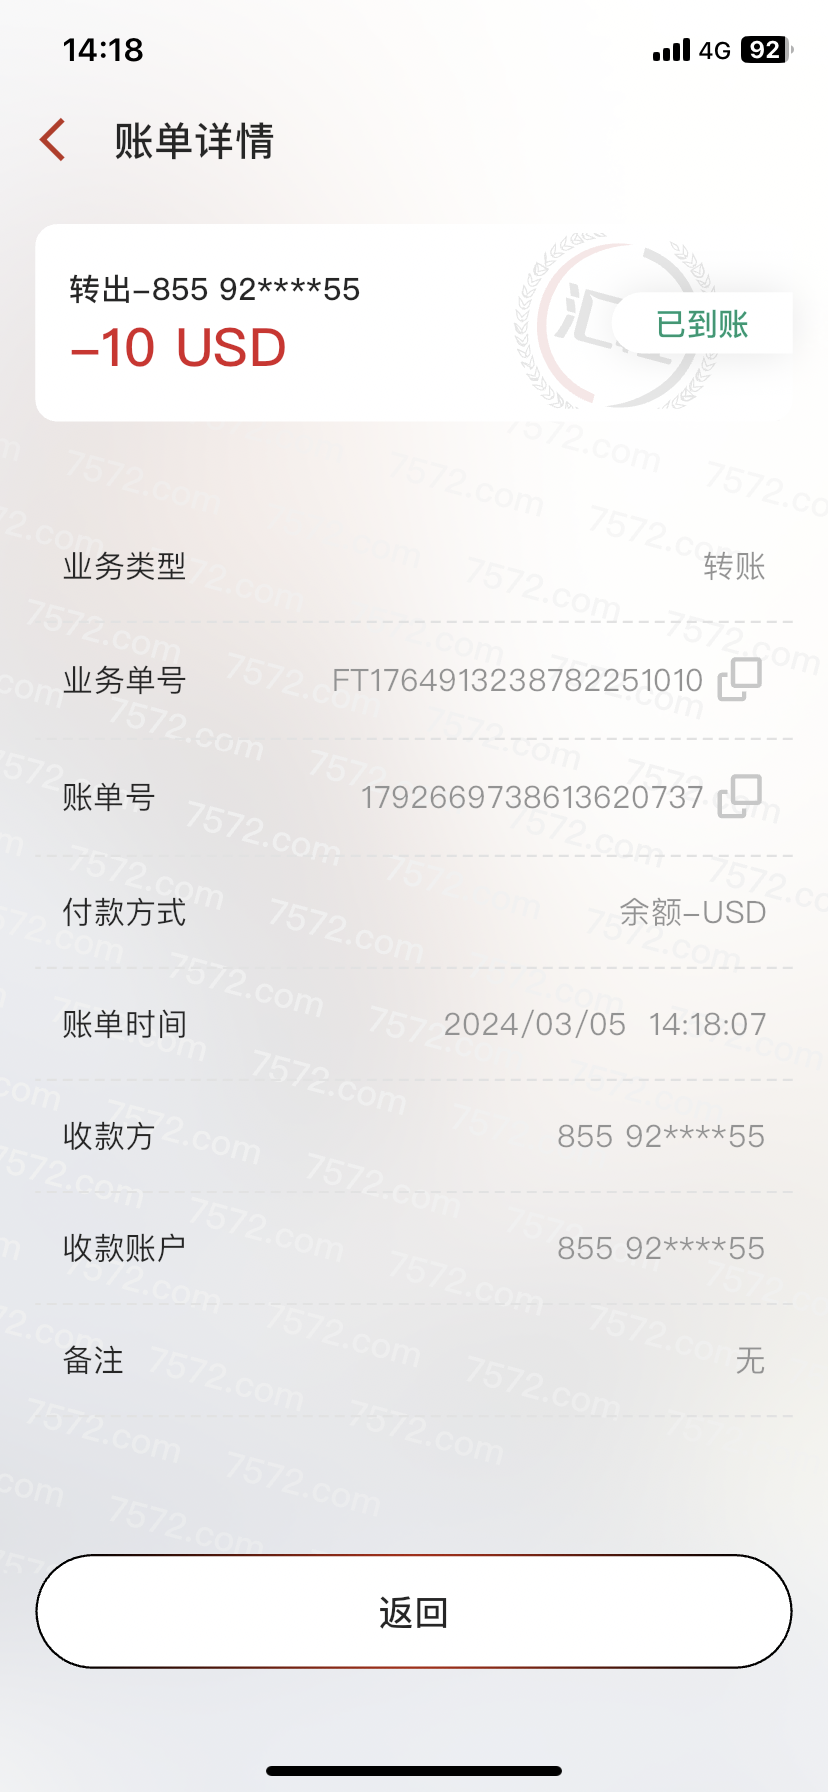 14:18 4G 92
账单详情
转出-855 92****55
-10 USD
已到账
业务类型 转账
业务单号 FT1764913238782251010
账单号 1792669738613620737
付款方式 余额-USD
账单时间 2024/03/05 14:18:07
收款方 855 92****55
收款账户 855 92****55
备注 无
返回
7572.com